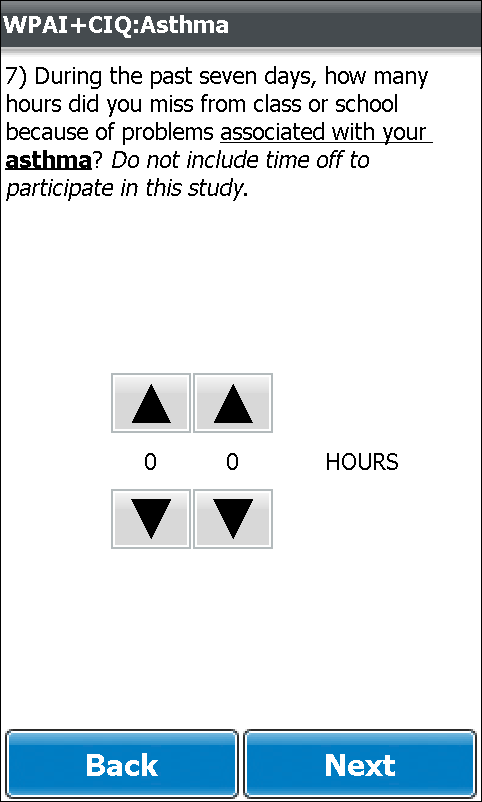 WPAI+CIQ:Asthma
7) During the past seven days, how many
hours did you miss from class or school
because of problems associated with your
asthma? Do not include time off to
participate in this study.
0 0 HOURS
Back Next